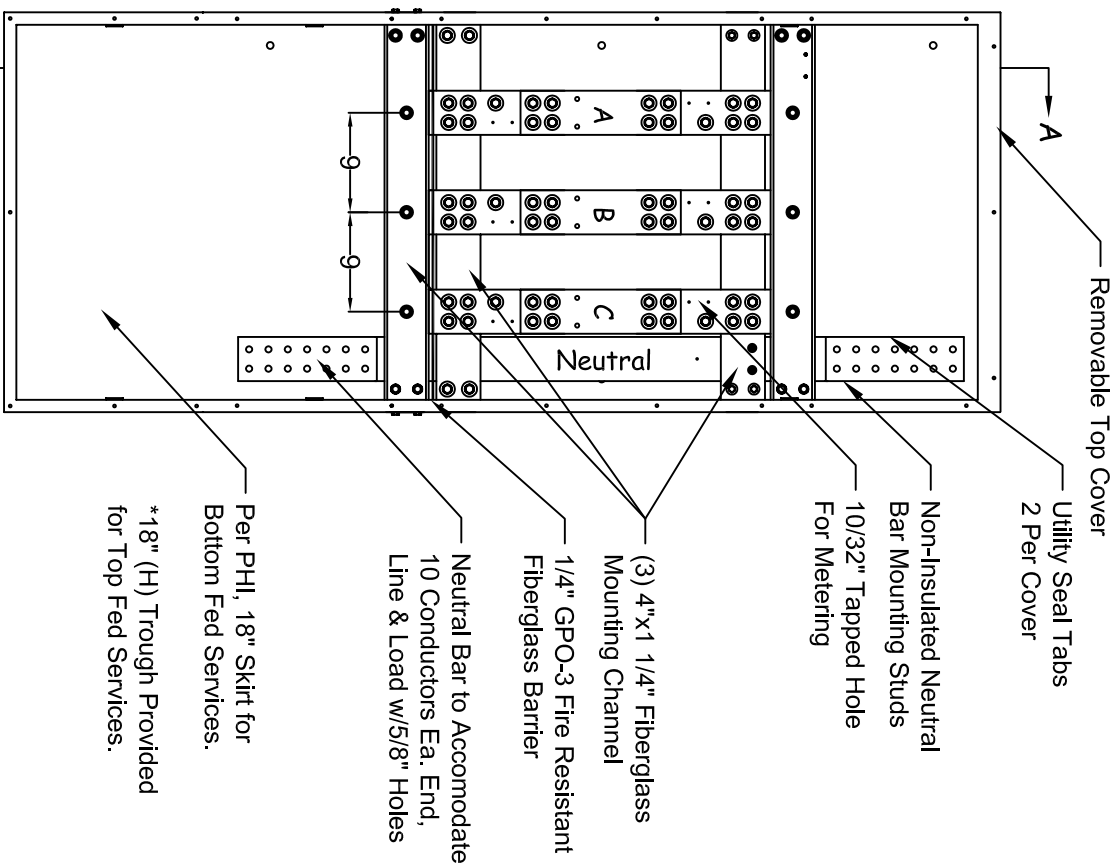 A
Removable Top Cover
Utility Seal Tabs
2 Per Cover
Non-Insulated Neutral
Bar Mounting Studs
10/32" Tapped Hole
For Metering
(3) 4"x1 1/4" Fiberglass
Mounting Channel
1/4" GPO-3 Fire Resistant
Fiberglass Barrier
Neutral Bar to Accomodate
10 Conductors Ea. End,
Line & Load w/5/8" Holes
Per PHI, 18" Skirt for
Bottom Fed Services.
*18" (H) Trough Provided
for Top Fed Services.
A
B
C
Neutral
9
9